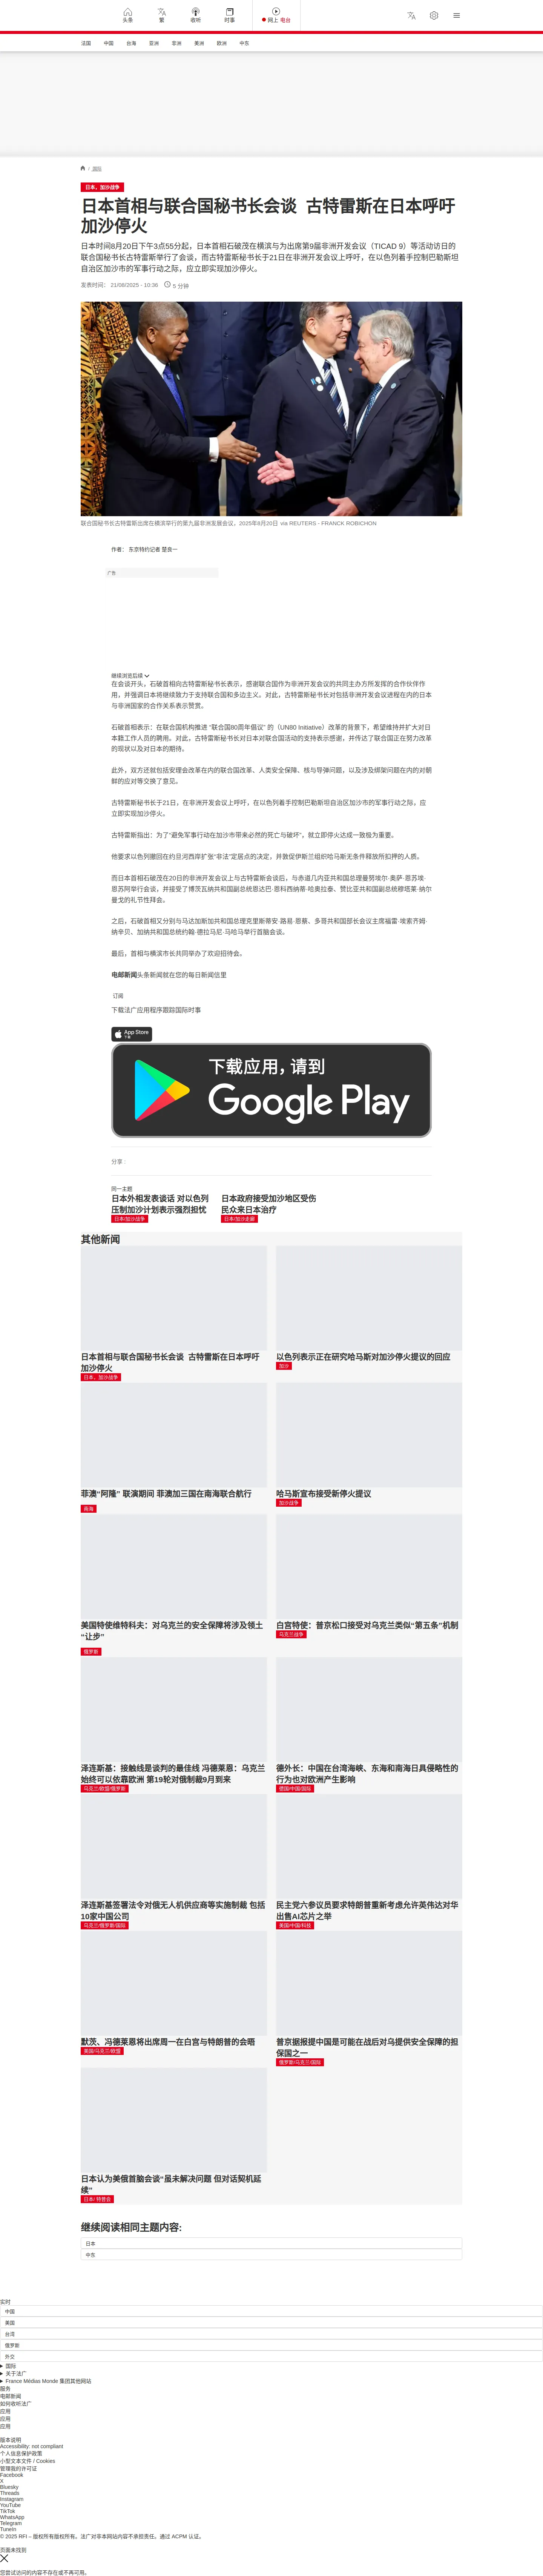 头条
繁
收听
时事
网上 电台
法国
中国
台海
亚洲
非洲
美洲
欧洲
中东
/ 国际
日本，加沙战争
日本首相与联合国秘书长会谈  古特雷斯在日本呼吁
加沙停火
日本时间8月20日下午3点55分起，日本首相石破茂在横滨与为出席第9届非洲开发会议（TICAD 9）等活动访日的
联合国秘书长古特雷斯举行了会谈，而古特雷斯秘书长于21日在非洲开发会议上呼吁，在以色列着手控制巴勒斯坦
自治区加沙市的军事行动之际，应立即实现加沙停火。
发表时间： 21/08/2025 - 10:36
5 分钟
联合国秘书长古特雷斯出席在横滨举行的第九届非洲发展会议，2025年8月20日 via REUTERS - FRANCK ROBICHON
作者： 东京特约记者 楚良一
广告
继续浏览后续
在会谈开头，石破首相向古特雷斯秘书长表示，感谢联合国作为非洲开发会议的共同主办方所发挥的合作伙伴作
用，并强调日本将继续致力于支持联合国和多边主义。对此，古特雷斯秘书长对包括非洲开发会议进程在内的日本
与非洲国家的合作关系表示赞赏。
石破首相表示：在联合国机构推进 “联合国80周年倡议” 的（UN80 Initiative）改革的背景下，希望维持并扩大对日
本籍工作人员的聘用。对此，古特雷斯秘书长对日本对联合国活动的支持表示感谢，并传达了联合国正在努力改革
的现状以及对日本的期待。
此外，双方还就包括安理会改革在内的联合国改革、人类安全保障、核与导弹问题，以及涉及绑架问题在内的对朝
鲜的应对等交换了意见。
古特雷斯秘书长于21日，在非洲开发会议上呼吁，在以色列着手控制巴勒斯坦自治区加沙市的军事行动之际，应
立即实现加沙停火。
古特雷斯指出：为了“避免军事行动在加沙市带来必然的死亡与破坏”，就立即停火达成一致极为重要。
他要求以色列撤回在约旦河西岸扩张“非法”定居点的决定，并敦促伊斯兰组织哈马斯无条件释放所扣押的人质。
而日本首相石破茂在20日的非洲开发会议上与古特雷斯会谈后，与赤道几内亚共和国总理曼努埃尔·奥萨·恩苏埃·
恩苏阿举行会谈，并接受了博茨瓦纳共和国副总统恩达巴·恩科西纳蒂·哈奥拉泰、赞比亚共和国副总统穆塔莱·纳尔
曼戈的礼节性拜会。
之后，石破首相又分别与马达加斯加共和国总理克里斯蒂安·路易·恩蔡、多哥共和国部长会议主席福雷·埃索齐姆·
纳辛贝、加纳共和国总统约翰·德拉马尼·马哈马举行首脑会谈。
最后，首相与横滨市长共同举办了欢迎招待会。
电邮新闻头条新闻就在您的每日新闻信里
订阅
下载法广应用程序跟踪国际时事
App Store
下载应用，请到
Google Play
分享 :
同一主题
日本外相发表谈话 对以色列
压制加沙计划表示强烈担忧
日本/加沙战争
日本政府接受加沙地区受伤
民众来日本治疗
日本/加沙走廊
其他新闻
日本首相与联合国秘书长会谈  古特雷斯在日本呼吁
加沙停火
日本，加沙战争
以色列表示正在研究哈马斯对加沙停火提议的回应
加沙
菲澳“阿隆” 联演期间 菲澳加三国在南海联合航行
南海
哈马斯宣布接受新停火提议
加沙战争
美国特使维特科夫：对乌克兰的安全保障将涉及领土
“让步”
俄罗斯
白宫特使：普京松口接受对乌克兰类似“第五条”机制
乌克兰战争
泽连斯基：接触线是谈判的最佳线 冯德莱恩：乌克兰
始终可以依靠欧洲 第19轮对俄制裁9月到来
乌克兰/欧盟/俄罗斯
德外长：中国在台湾海峡、东海和南海日具侵略性的
行为也对欧洲产生影响
德国/中国/国际
泽连斯基签署法令对俄无人机供应商等实施制裁 包括
10家中国公司
乌克兰/俄罗斯/国际
民主党六参议员要求特朗普重新考虑允许英伟达对华
出售AI芯片之举
美国/中国/科技
默茨、冯德莱恩将出席周一在白宫与特朗普的会晤
美国/乌克兰/欧盟
普京据报提中国是可能在战后对乌提供安全保障的担
保国之一
俄罗斯/乌克兰/国际
日本认为美俄首脑会谈“虽未解决问题 但对话契机延
续”
日本/ 特普会
继续阅读相同主题内容:
日本
中东
实时
中国
美国
台湾
俄罗斯
外交
国际
关于法广
France Médias Monde 集团其他网站
服务
电邮新闻
如何收听法广
应用
应用
应用
版本说明
Accessibility: not compliant
个人信息保护政策
小型文本文件 / Cookies
管理我的许可证
Facebook
X
Bluesky
Threads
Instagram
YouTube
TikTok
WhatsApp
Telegram
TuneIn
© 2025 RFI – 版权所有版权所有。法广对非本网站内容不承担责任。通过 ACPM 认证。
页面未找到
您尝试访问的内容不存在或不再可用。